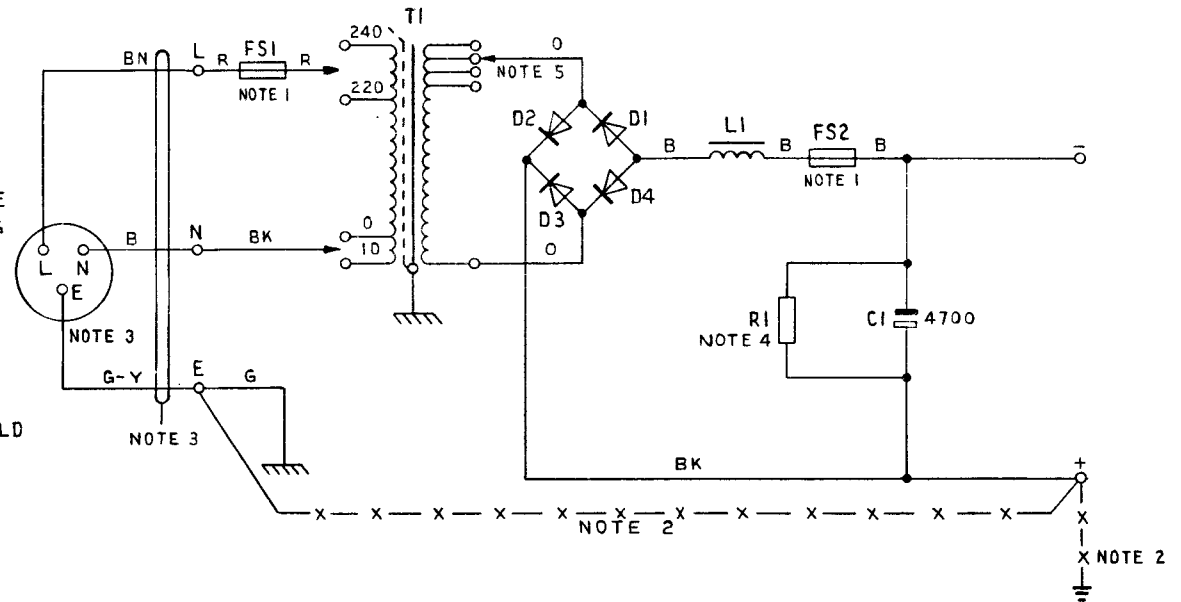 T1
240
BN L R FS1 R
NOTE 1
0
NOTE 5
220
D2 D1
L1 FS2
B B B
NOTE 1
−
D3 D4
E
L N
E
B N BK
0
10
0
NOTE 3
R1
NOTE 4
C1 4700
G-Y E G
LD
NOTE 3
BK
+
X X X X X X X X X X X
NOTE 2
X
X NOTE 2